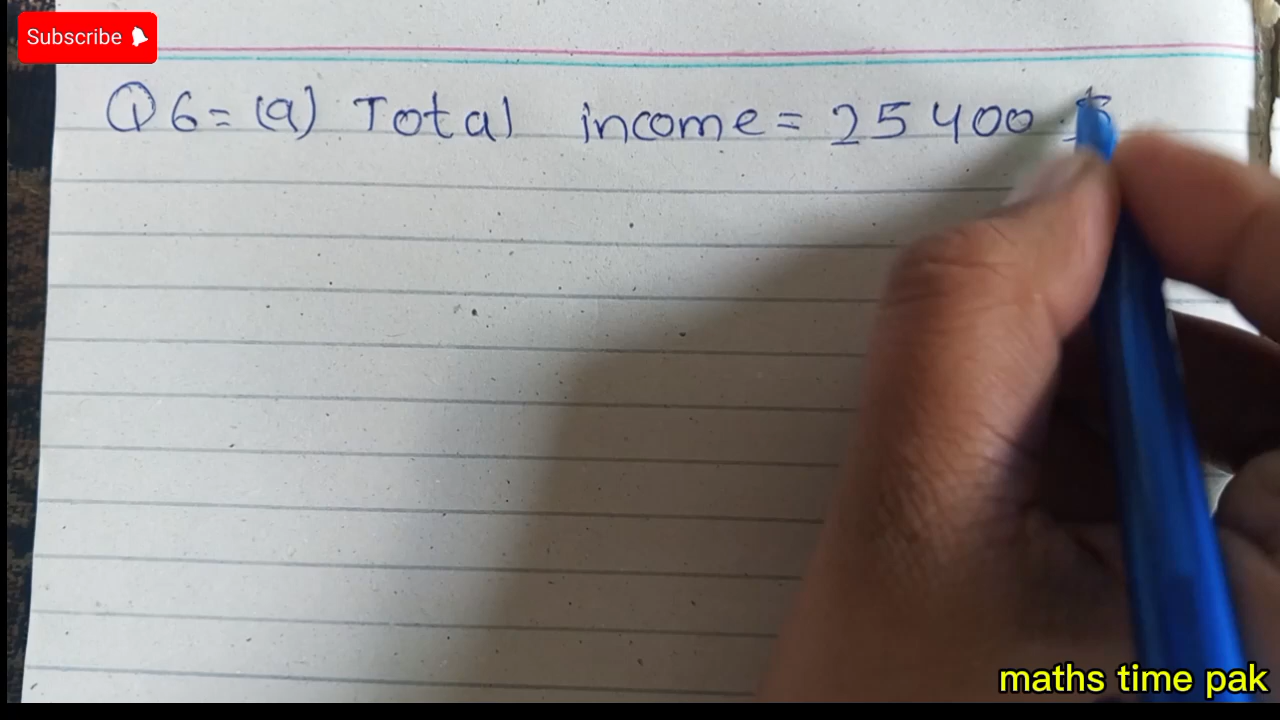 Subscribe
Q6= (a) Total income = 25400 $
maths time pak